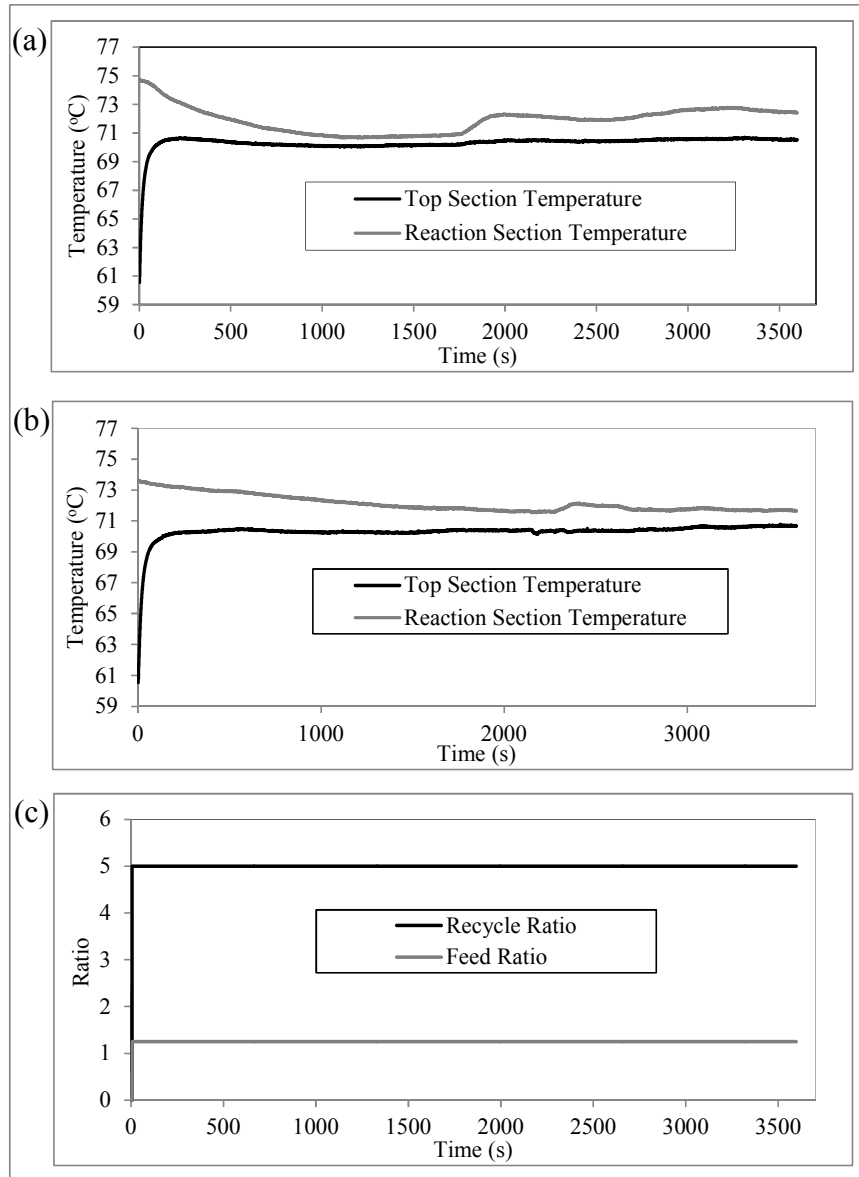 (a)
77
75
73
71
69
67
65
63
61
59
Temperature (oC)
Top Section Temperature
Reaction Section Temperature
0 500 1000 1500 2000 2500 3000 3500
Time (s)
(b)
77
75
73
71
69
67
65
63
61
59
Temperature (oC)
Top Section Temperature
Reaction Section Temperature
0 1000 2000 3000
Time (s)
(c)
6
5
4
3
2
1
0
Ratio
Recycle Ratio
Feed Ratio
0 500 1000 1500 2000 2500 3000 3500
Time (s)